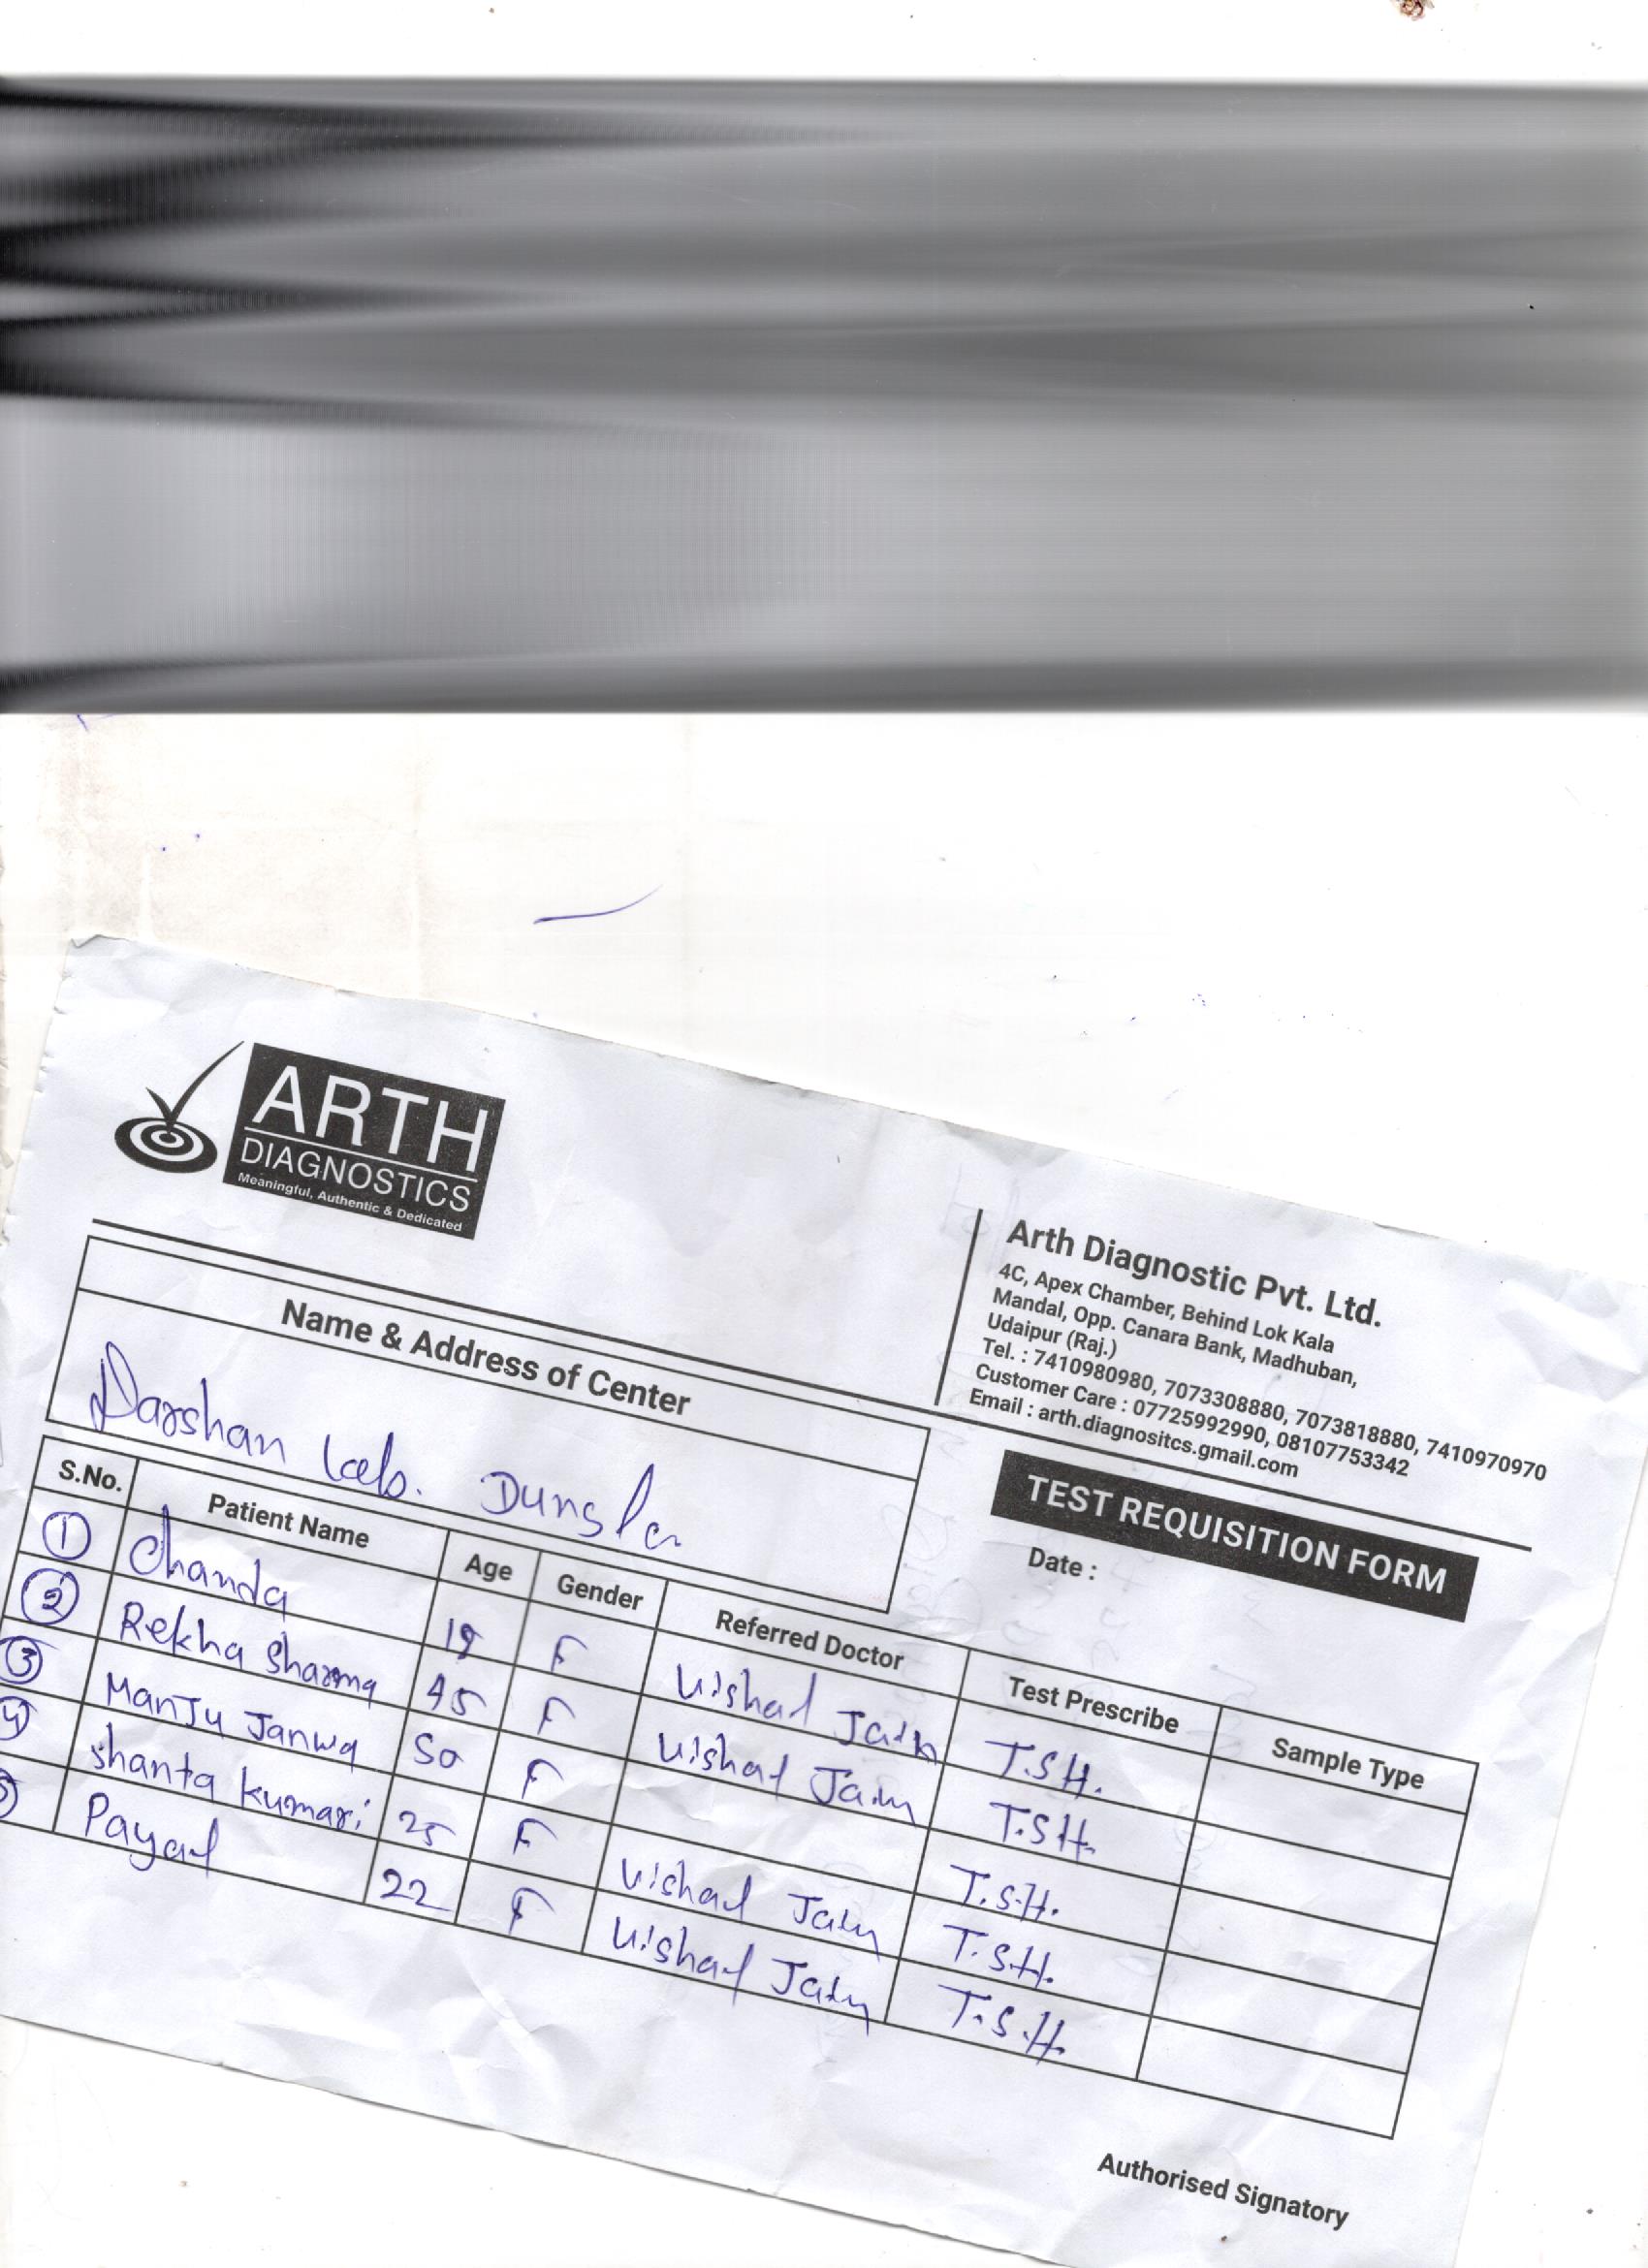 ARTH
DIAGNOSTICS
Meaningful, Authentic & Dedicated
Arth Diagnostic Pvt. Ltd.
4C, Apex Chamber, Behind Lok Kala
Mandal, Opp. Canara Bank, Madhuban,
Udaipur (Raj.)
Tel. : 7410980980, 7073308880, 7073818880, 7410970970
Customer Care : 07725992990, 08107753342
Email : arth.diagnositcs.gmail.com
Name & Address of Center
Darshan Lab.
TEST REQUISITION FORM
Date :
S.No. Patient Name Age Gender Referred Doctor Test Prescribe Sample Type
1 Chanda 19 F Vishal Jain T.S.H.
2 Rekha Sharma 45 F Vishal Jain T.S.H.
3 Manju Janwa 50 F T.S.H.
4 Shanta Kumari 25 F Vishal Jain T.S.H.
5 Payal 22 F Vishal Jain T.S.H.
Authorised Signatory